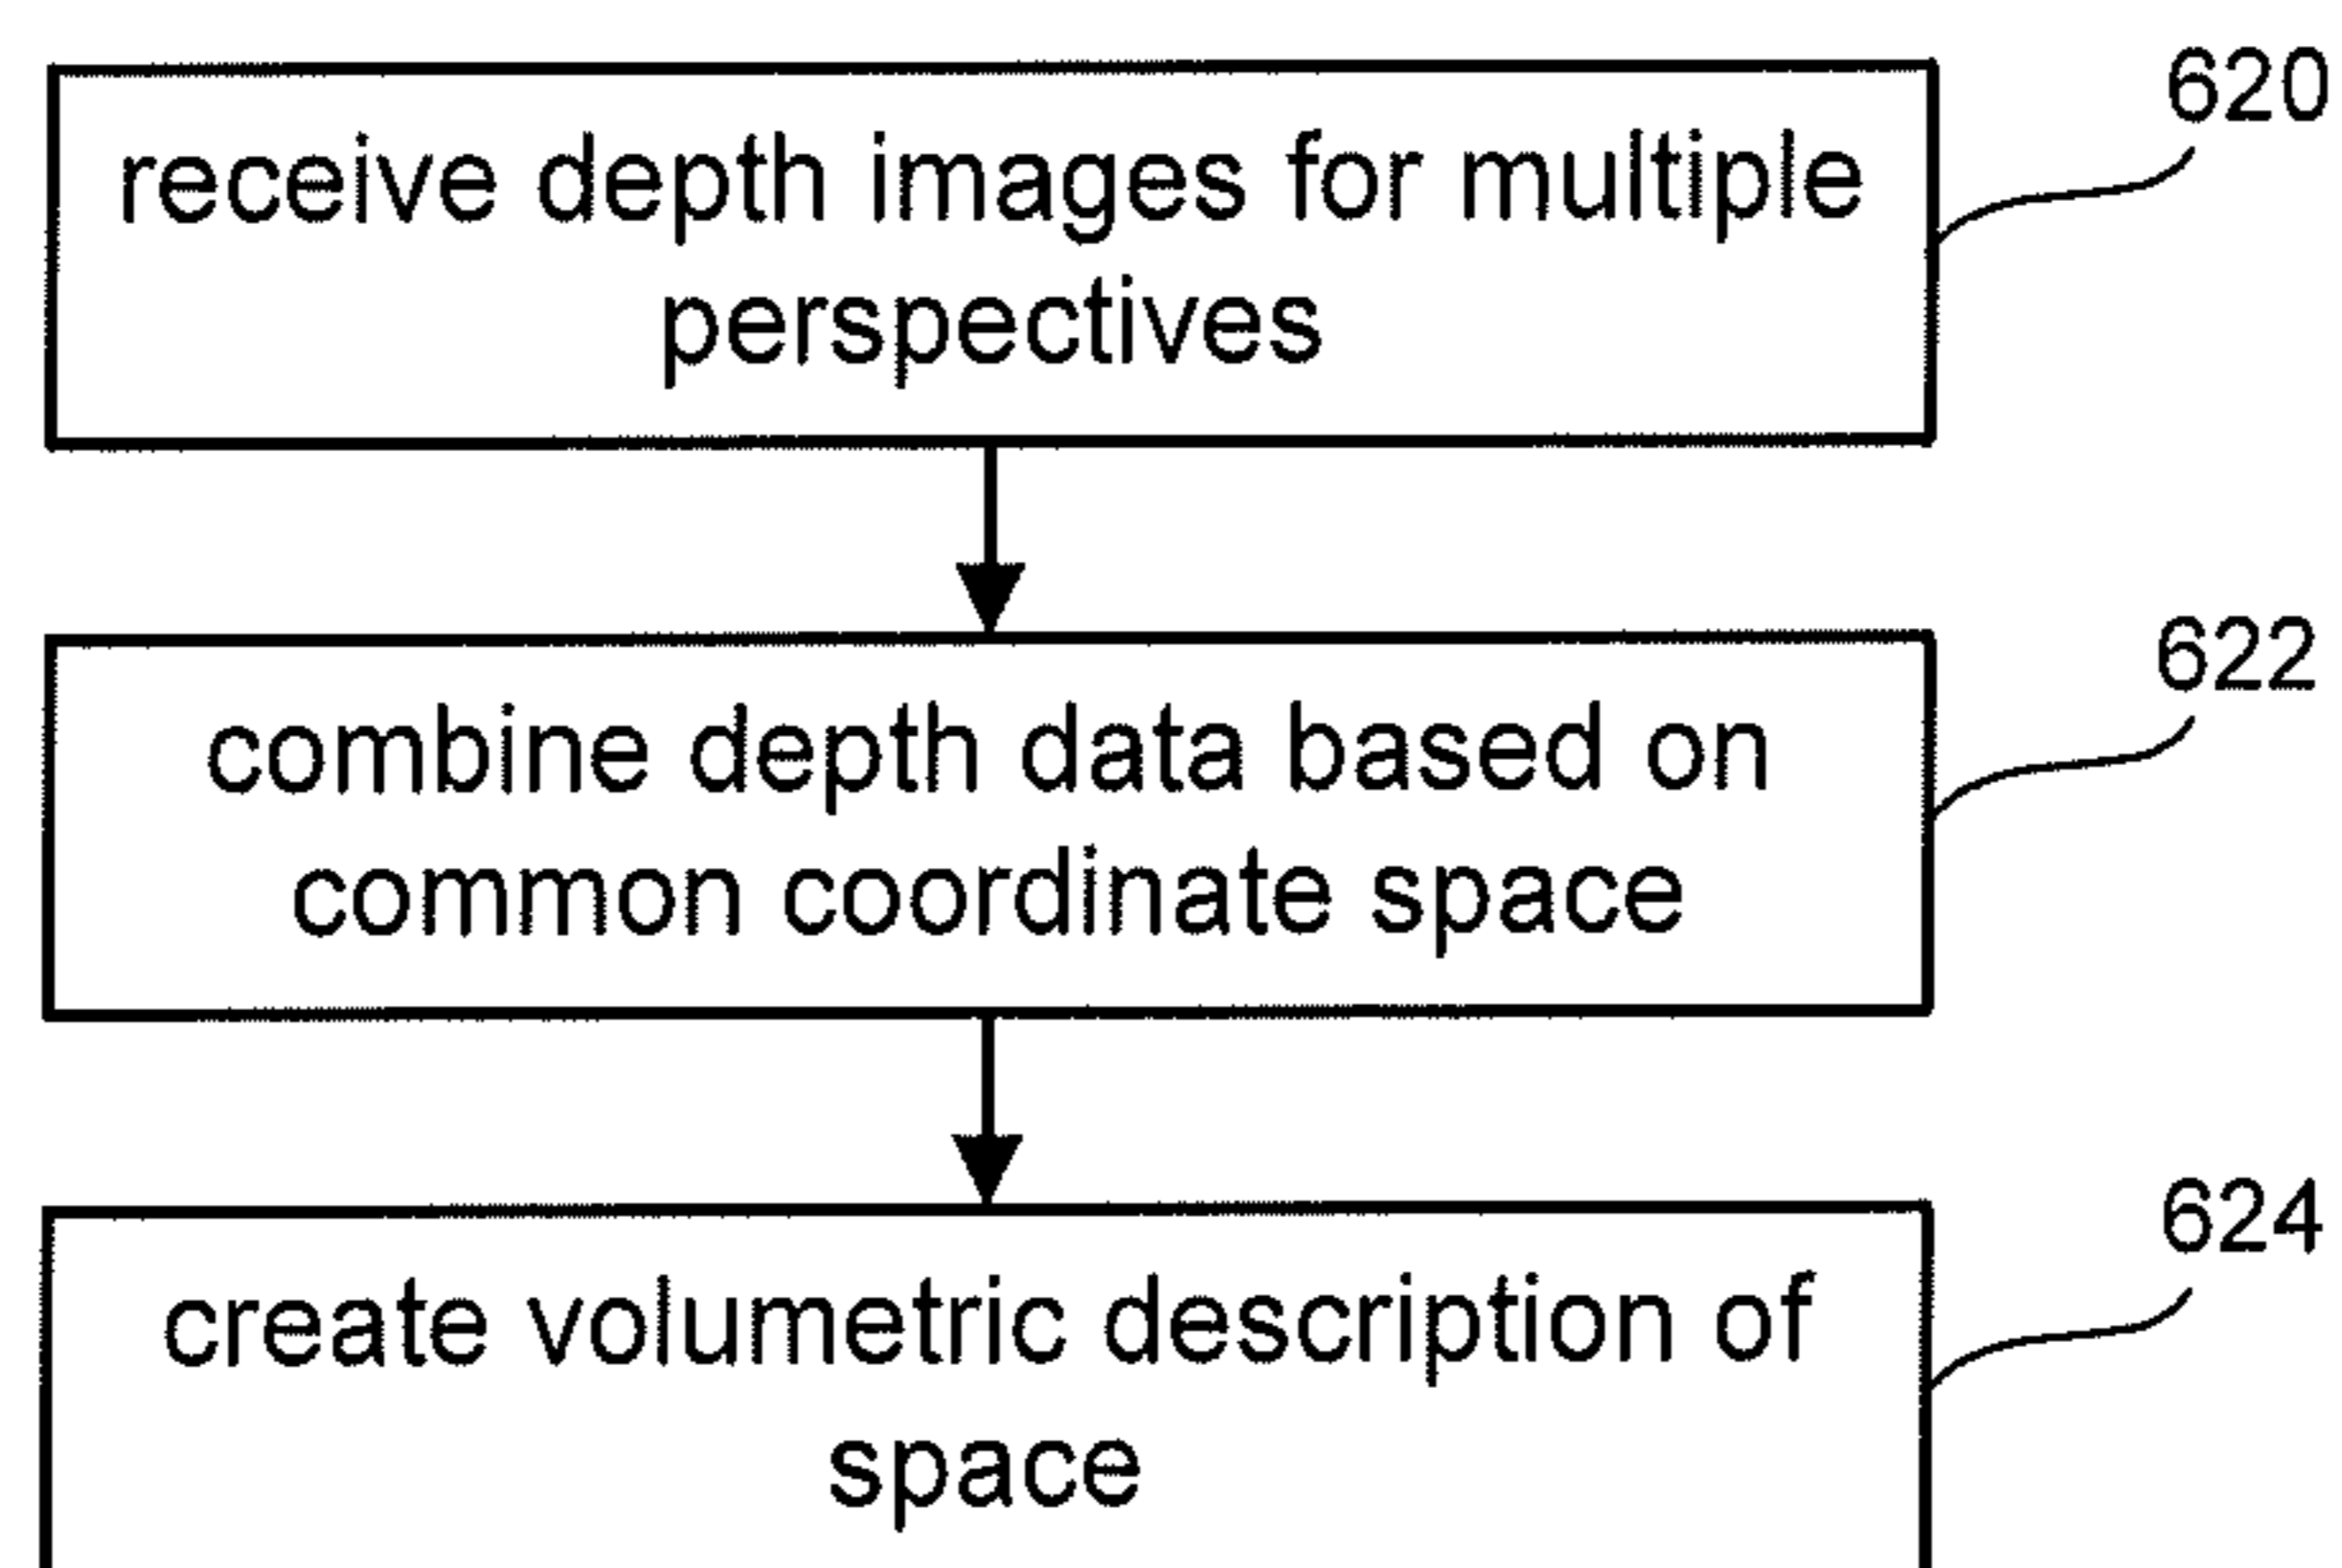 receive depth images for multiple
perspectives
620
combine depth data based on
common coordinate space
622
create volumetric description of
space
624